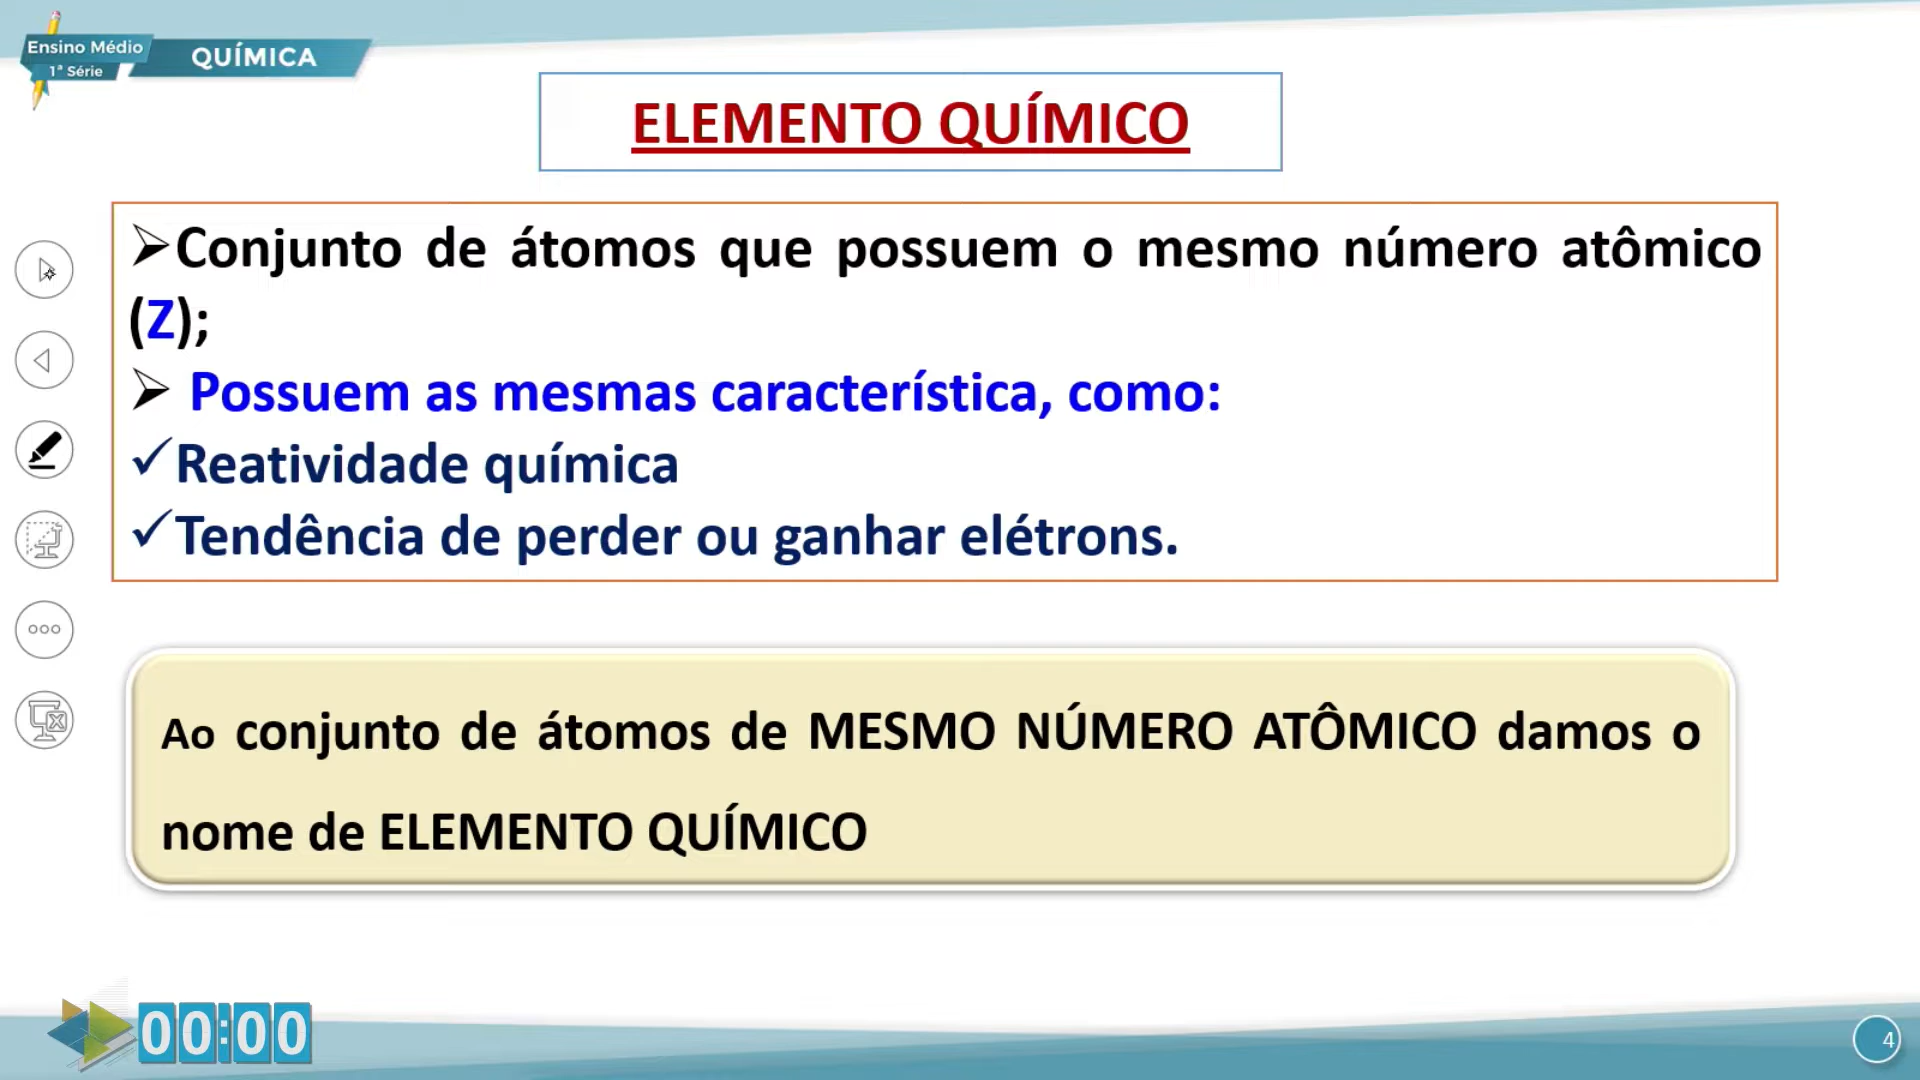 Ensino Médio
1ª Série
QUÍMICA
ELEMENTO QUÍMICO
➢Conjunto de átomos que possuem o mesmo número atômico
(Z);
➢ Possuem as mesmas característica, como:
✓Reatividade química
✓Tendência de perder ou ganhar elétrons.
Ao conjunto de átomos de MESMO NÚMERO ATÔMICO damos o
nome de ELEMENTO QUÍMICO
00:00
4